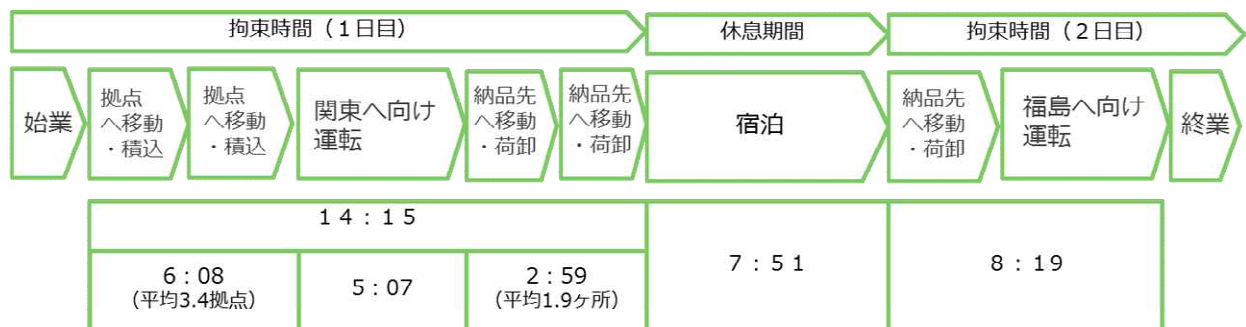 拘束時間（１日目）
休息期間
拘束時間（２日目）
始業
拠点
へ移動
・積込
拠点
へ移動
・積込
関東へ向け
運転
納品先
へ移動
・荷卸
納品先
へ移動
・荷卸
宿泊
納品先
へ移動
・荷卸
福島へ向け
運転
終業
１４：１５
6：08
（平均3.4拠点）
5：07
2：59
（平均1.9ヶ所）
７：５１
８：１９